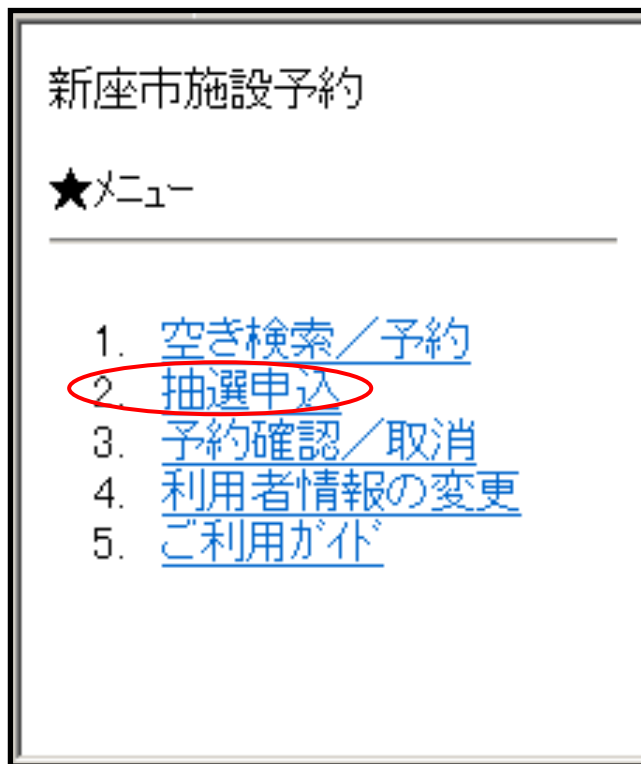 新座市施設予約
★ﾒﾆｭｰ
1. 空き検索／予約
2. 抽選申込
3. 予約確認／取消
4. 利用者情報の変更
5. ご利用ｶﾞｲﾄﾞ